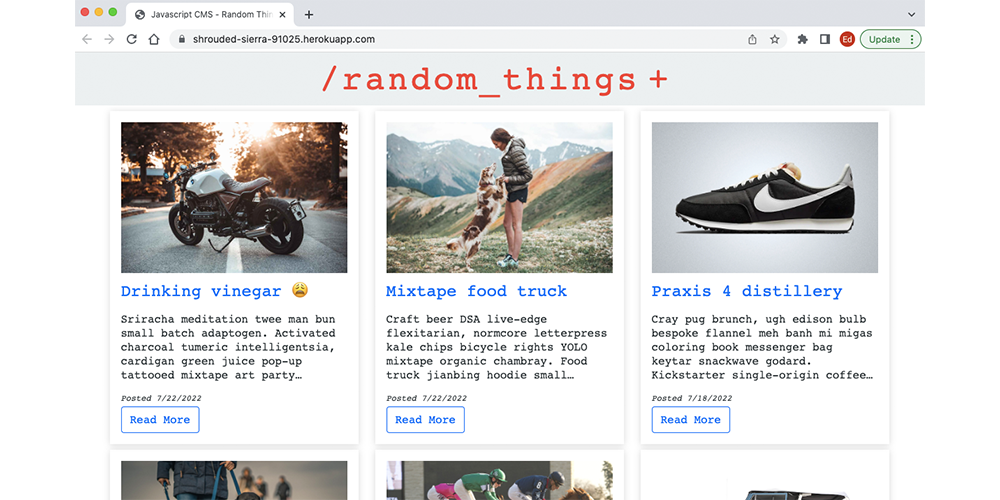 Javascript CMS - Random Thin
shrouded-sierra-91025.herokuapp.com
Ed
Update
/random_things +
Drinking vinegar 😩
Sriracha meditation twee man bun
small batch adaptogen. Activated
charcoal tumeric intelligentsia,
cardigan green juice pop-up
tattooed mixtape art party…
Posted 7/22/2022
Read More
Mixtape food truck
Craft beer DSA live-edge
flexitarian, normcore letterpress
kale chips bicycle rights YOLO
mixtape organic chambray. Food
truck jianbing hoodie small…
Posted 7/22/2022
Read More
Praxis 4 distillery
Cray pug brunch, ugh edison bulb
bespoke flannel meh banh mi migas
coloring book messenger bag
keytar snackwave godard.
Kickstarter single-origin coffee…
Posted 7/18/2022
Read More